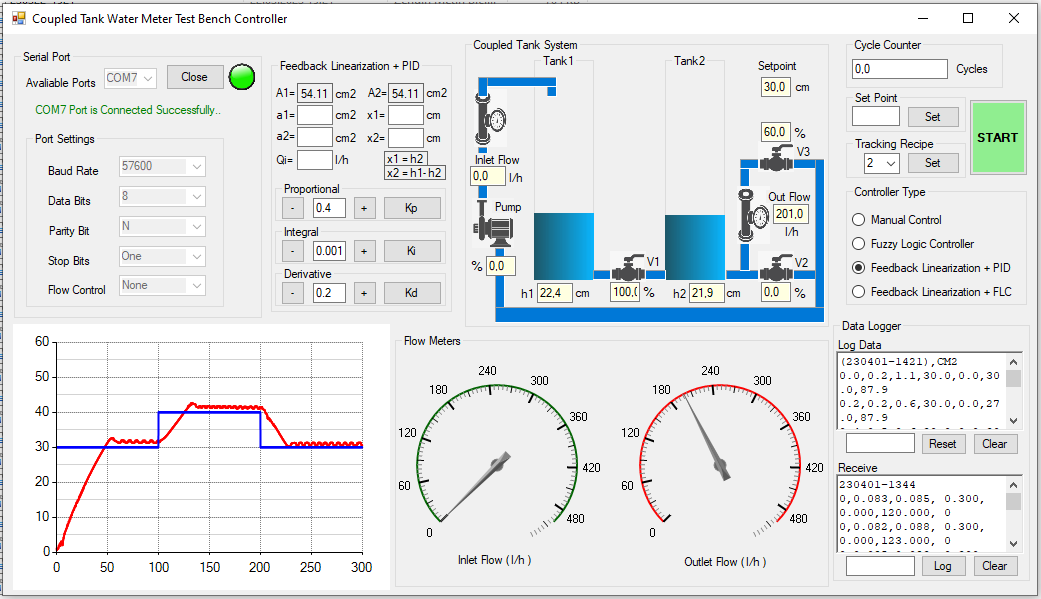 Coupled Tank Water Meter Test Bench Controller
Serial Port
Avaliable Ports COM7 Close
COM7 Port is Connected Successfully..
Port Settings
Baud Rate 57600
Data Bits 8
Parity Bit N
Stop Bits One
Flow Control None
Feedback Linearization + PID
A1= 54.11 cm2 A2= 54.11 cm2
a1= cm2 x1= cm
a2= cm2 x2= cm
Qi= l/h
x1 = h2
x2 = h1- h2
Proportional
- 0.4 + Kp
Integral
- 0.001 + Ki
Derivative
- 0.2 + Kd
Coupled Tank System
Tank1
Tank2
Setpoint
30,0 cm
60,0 %
V3
Inlet Flow
0,0 l/h
Pump
% 0,0
Out Flow
201,0
l/h
V1
V2
h1 22,4 cm
100,0 %
h2 21,9 cm
0,0 %
Cycle Counter
0,0 Cycles
Set Point
Set
Tracking Recipe
2 Set
START
Controller Type
Manual Control
Fuzzy Logic Controller
Feedback Linearization + PID
Feedback Linearization + FLC
60
50
40
30
20
10
0
0 50 100 150 200 250 300
Flow Meters
0 60 120 180 240 300 360 420 480
Inlet Flow ( l/h )
0 60 120 180 240 300 360 420 480
Outlet Flow ( l/h )
Data Logger
Log Data
(230401-1421),CM2
0.0,0.2,1.1,30.0,0.0,30
.0,87.9
0.2,0.2,0.6,30.0,0.0,27
.0,87.9
Reset Clear
Receive
230401-1344
0,0.083,0.085, 0.300,
0.000,120.000, 0
0,0.082,0.088, 0.300,
0.000,123.000, 0
Log Clear